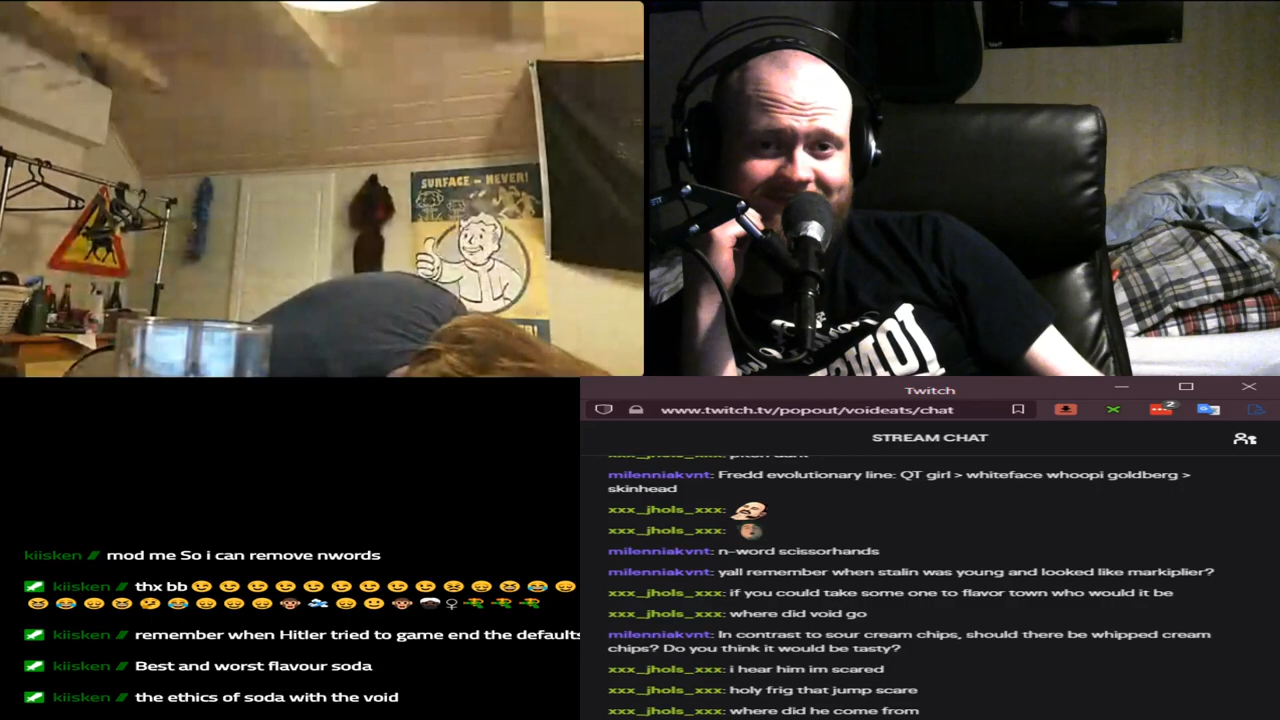 SURFACE - NEVER!
Twitch
www.twitch.tv/popout/voideats/chat
2
STREAM CHAT
milenniakvnt: Fredd evolutionary line: QT girl > whiteface whoopi goldberg >
skinhead
xxx_jhols_xxx:
xxx_jhols_xxx:
milenniakvnt: n-word scissorhands
milenniakvnt: yall remember when stalin was young and looked like markiplier?
xxx_jhols_xxx: if you could take some one to flavor town who would it be
xxx_jhols_xxx: where did void go
milenniakvnt: In contrast to sour cream chips, should there be whipped cream
chips? Do you think it would be tasty?
xxx_jhols_xxx: i hear him im scared
xxx_jhols_xxx: holy frig that jump scare
xxx_jhols_xxx: where did he come from
kiisken // mod me So i can remove nwords
kiisken // thx bb 😉😉😉😉😉😉😉😉😉😣😔😆😂😔
😆😂😔😆🤣😂😔😔😔🐵💦😔🙂🐵
kiisken // remember when Hitler tried to game end the defaults
kiisken // Best and worst flavour soda
kiisken // the ethics of soda with the void